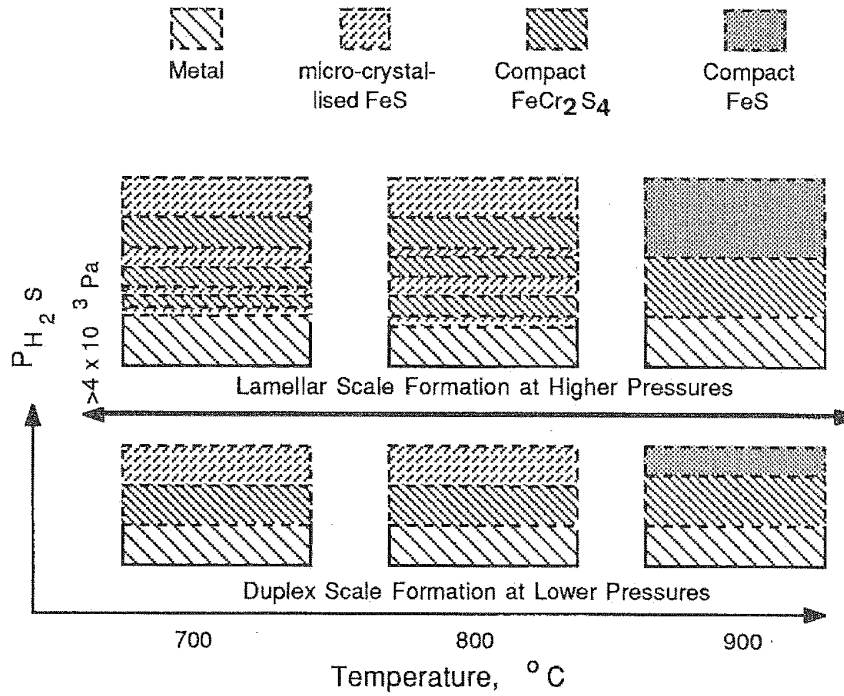 Metal
micro-crystal-
lised FeS
Compact
FeCr2S4
Compact
FeS
PH2S
>4 x 10 3 Pa
Lamellar Scale Formation at Higher Pressures
Duplex Scale Formation at Lower Pressures
700 800 900
Temperature, °C